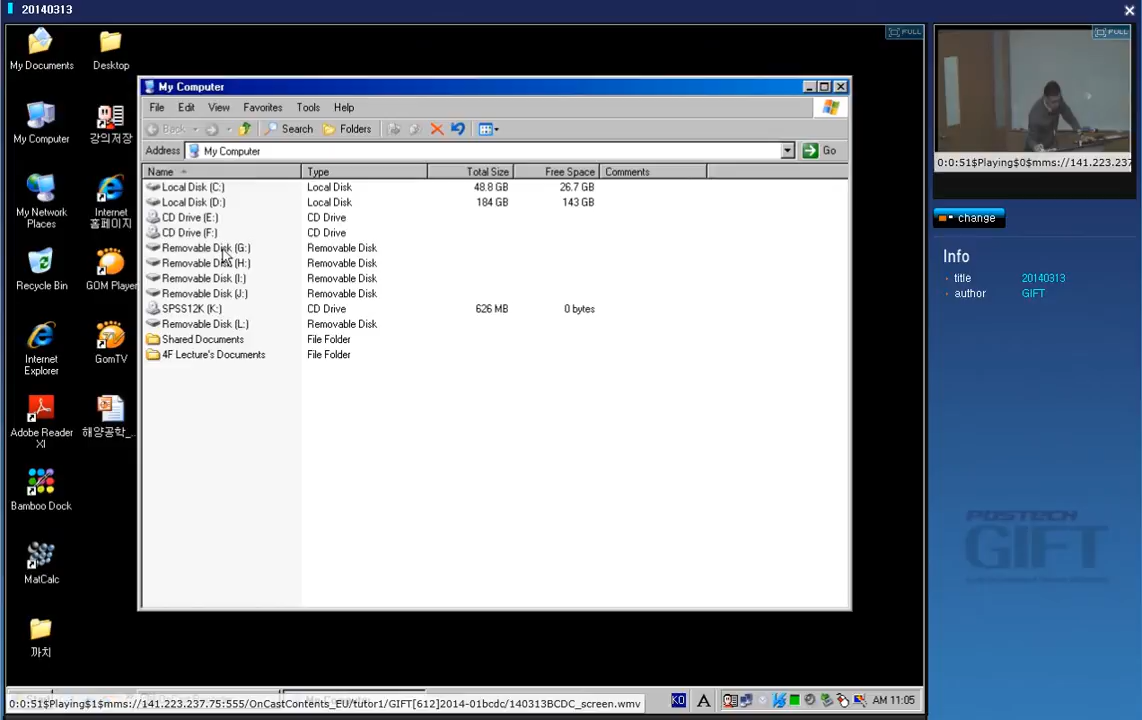 20140313
My Documents
Desktop
My Computer
강의저장
My Network
Places
Internet
홈페이지
Recycle Bin
GOM Player
Internet
Explorer
GomTV
Adobe Reader
XI
해양공학_...
Bamboo Dock
MatCalc
까치
FULL
My Computer
File Edit View Favorites Tools Help
Back Search Folders
Address My Computer Go
Name Type Total Size Free Space Comments
Local Disk (C:) Local Disk 48.8 GB 26.7 GB
Local Disk (D:) Local Disk 184 GB 143 GB
CD Drive (E:) CD Drive
CD Drive (F:) CD Drive
Removable Disk (G:) Removable Disk
Removable Disk (H:) Removable Disk
Removable Disk (I:) Removable Disk
Removable Disk (J:) Removable Disk
SPSS12K (K:) CD Drive 626 MB 0 bytes
Removable Disk (L:) Removable Disk
Shared Documents File Folder
4F Lecture's Documents File Folder
0:0:51$Playing$1$mms://141.223.237.75:555/OnCastContents_EU/tutor1/GIFT[612]2014-01bcdc/140313BCDC_screen.wmv
KO A AM 11:05
FULL
0:0:51$Playing$0$mms://141.223.237
change
Info
title 20140313
author GIFT
POSTECH
GIFT